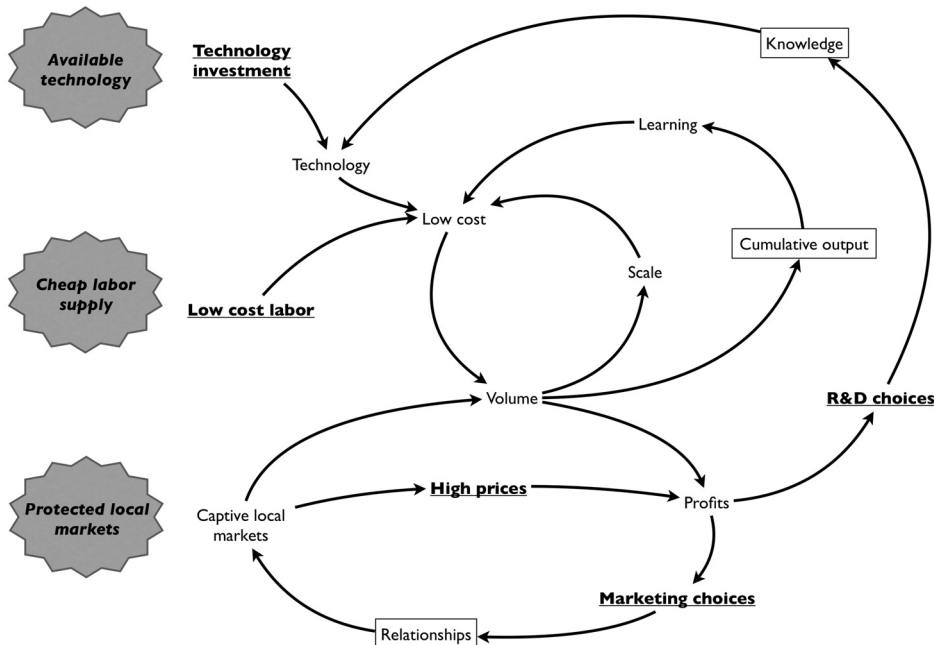 Available
technology
Technology
investment
Knowledge
Learning
Technology
Low cost
Cumulative output
Scale
Cheap labor
supply
Low cost labor
Volume
R&D choices
High prices
Profits
Protected local
markets
Captive local
markets
Marketing choices
Relationships